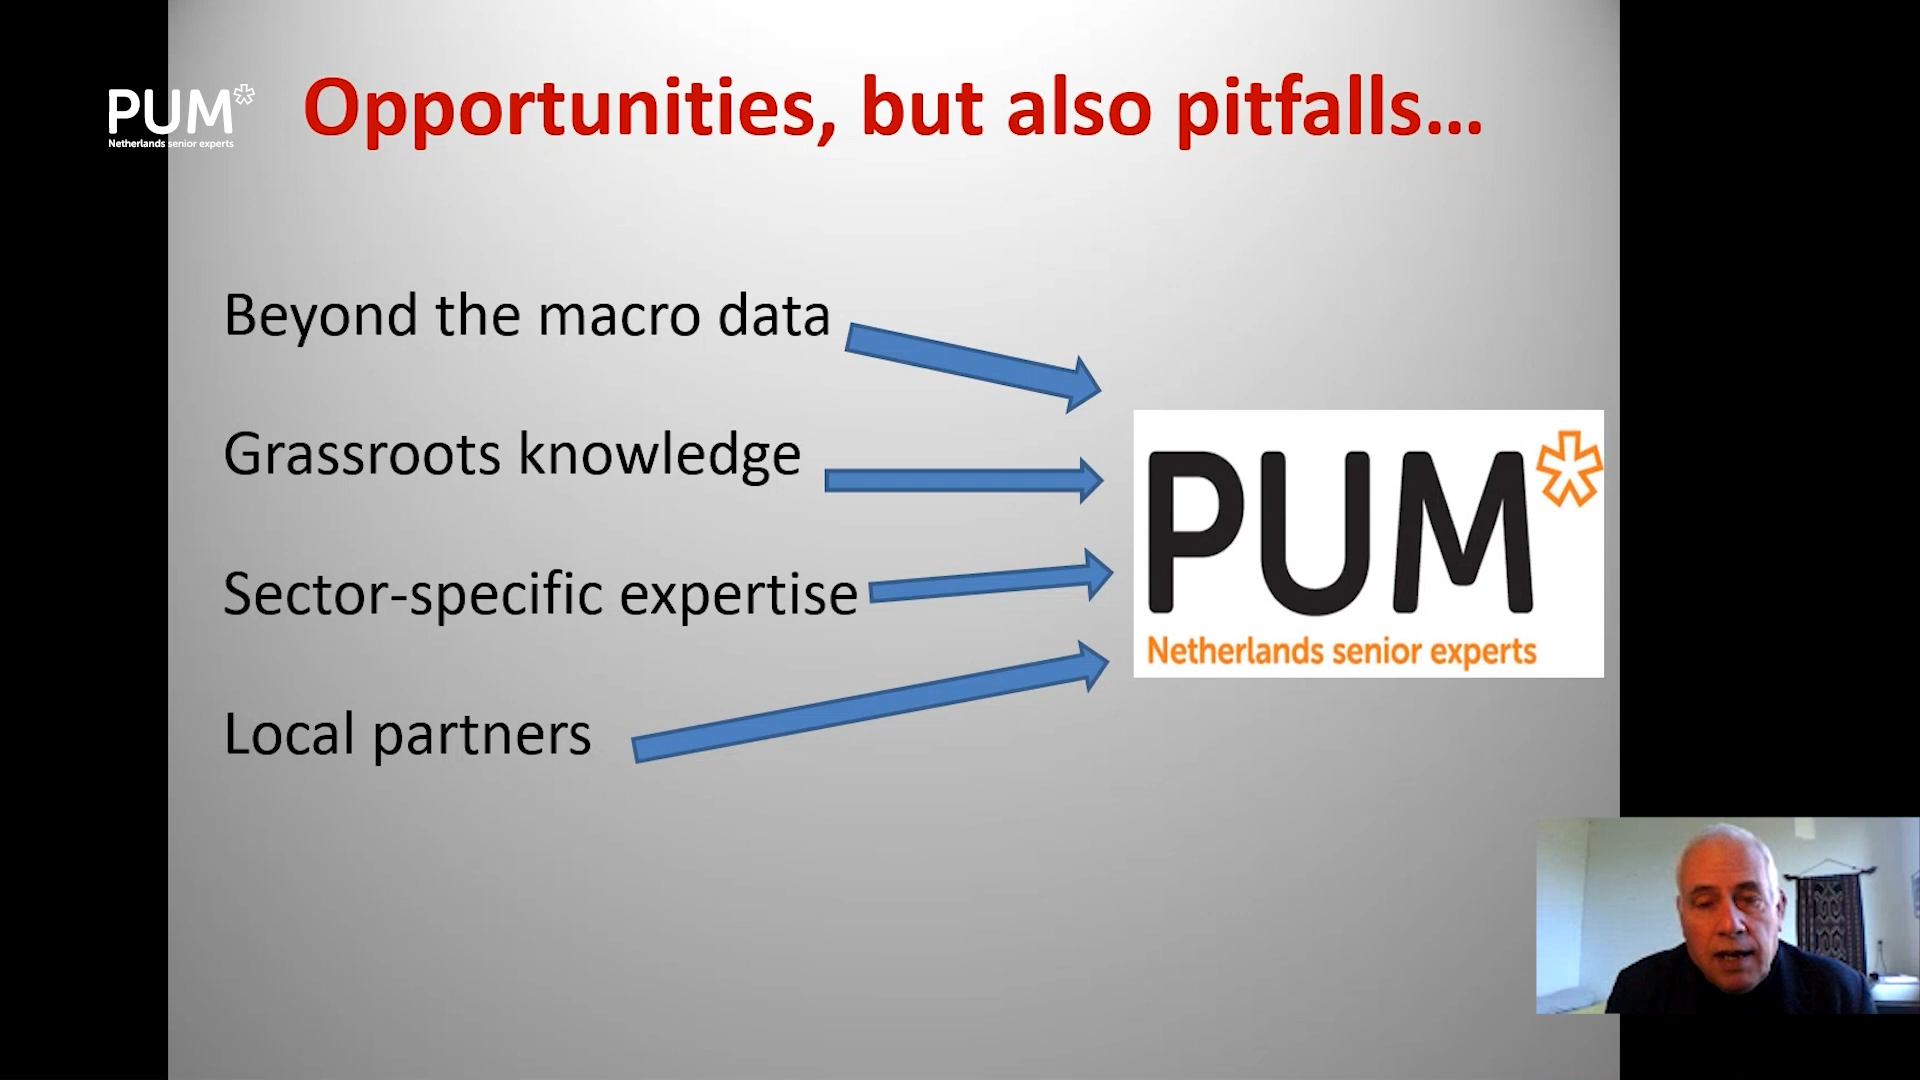 PUM
Netherlands senior experts
Opportunities, but also pitfalls...
Beyond the macro data
Grassroots knowledge
Sector-specific expertise
Local partners
PUM
Netherlands senior experts